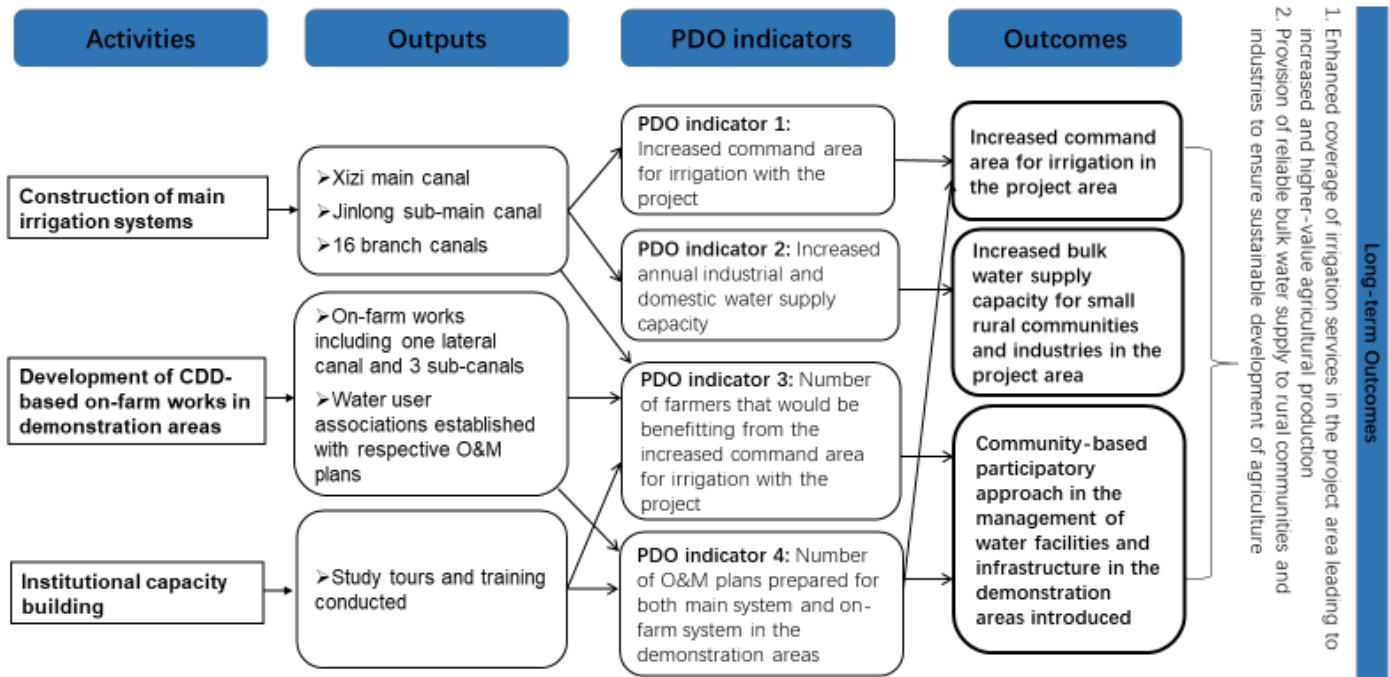 Activities
Outputs
PDO indicators
Outcomes
Construction of main
irrigation systems
Development of CDD-
based on-farm works in
demonstration areas
Institutional capacity
building
➢Xizi main canal
➢Jinlong sub-main canal
➢16 branch canals
➢On-farm works
including one lateral
canal and 3 sub-canals
➢Water user
associations established
with respective O&M
plans
➢Study tours and training
conducted
PDO indicator 1:
Increased command area
for irrigation with the
project
PDO indicator 2: Increased
annual industrial and
domestic water supply
capacity
PDO indicator 3: Number
of farmers that would be
benefitting from the
increased command area
for irrigation with the
project
PDO indicator 4: Number
of O&M plans prepared for
both main system and on-
farm system in the
demonstration areas
Increased command
area for irrigation in
the project area
Increased bulk
water supply
capacity for small
rural communities
and industries in the
project area
Community-based
participatory
approach in the
management of
water facilities and
infrastructure in the
demonstration
areas introduced
Long-term Outcomes
1. Enhanced coverage of irrigation services in the project area leading to
increased and higher-value agricultural production
2. Provision of reliable bulk water supply to rural communities and
industries to ensure sustainable development of agriculture